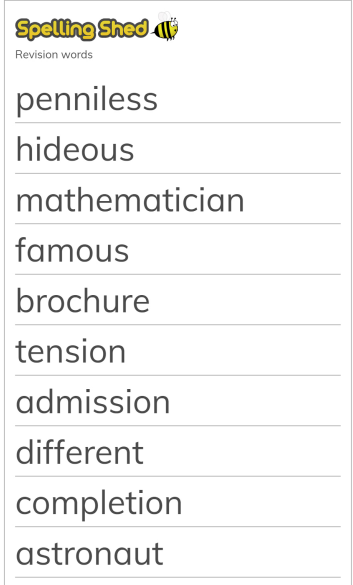 Spelling Shed
Revision words
penniless
hideous
mathematician
famous
brochure
tension
admission
different
completion
astronaut